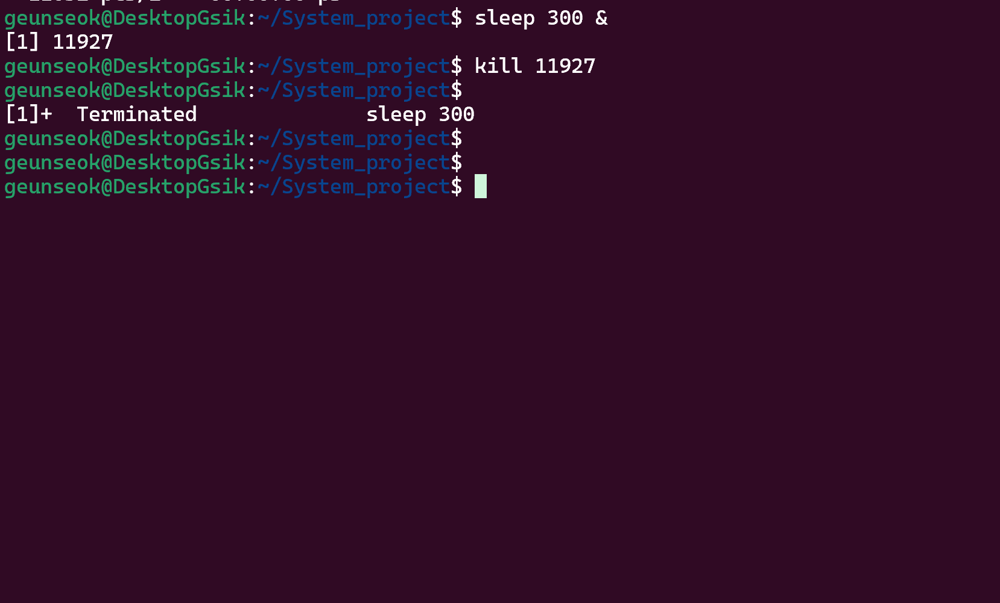 geunseok@DesktopGsik:~/System_project$ sleep 300 &
[1] 11927
geunseok@DesktopGsik:~/System_project$ kill 11927
geunseok@DesktopGsik:~/System_project$
[1]+  Terminated              sleep 300
geunseok@DesktopGsik:~/System_project$
geunseok@DesktopGsik:~/System_project$
geunseok@DesktopGsik:~/System_project$